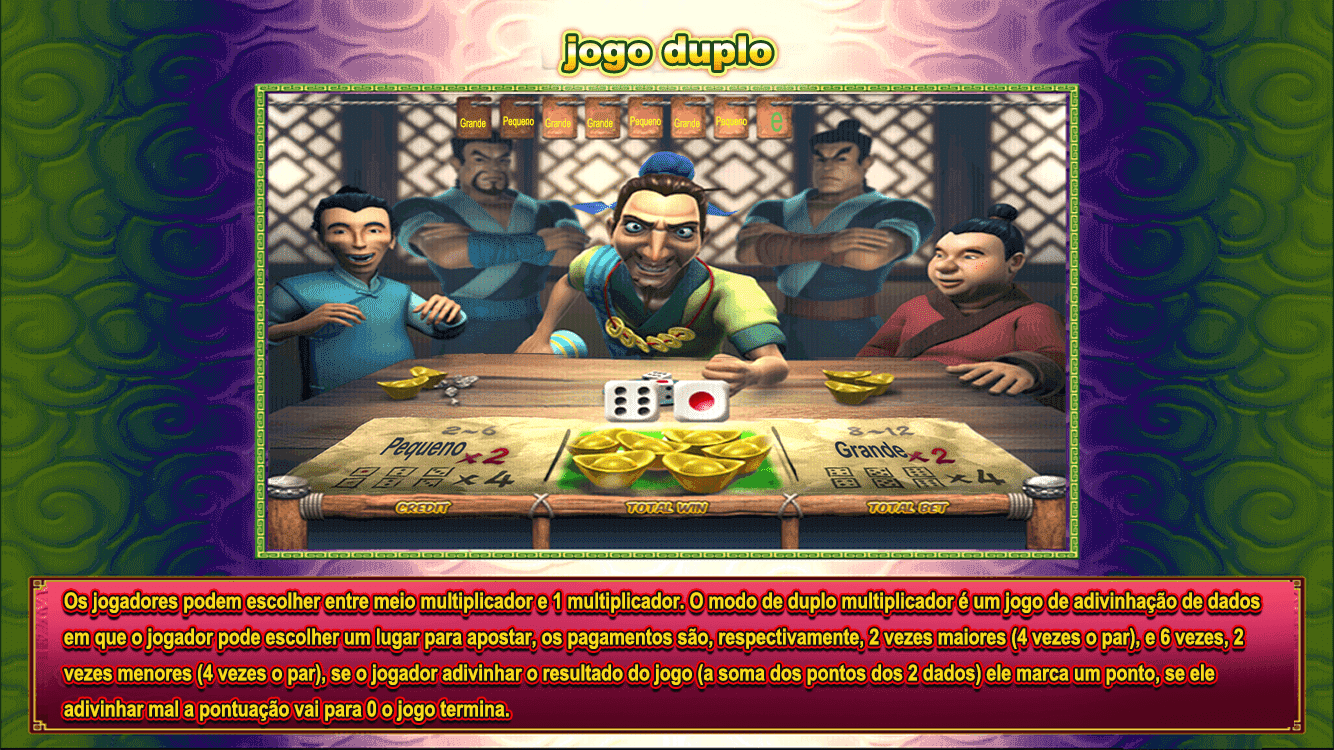 jogo duplo
Grande Pequeno Grande Grande Pequeno Grande Pequeno e
2~6
Pequeno x2
x4
8~12
Grande x2
x4
CREDIT TOTAL WIN TOTAL BET
Os jogadores podem escolher entre meio multiplicador e 1 multiplicador. O modo de duplo multiplicador é um jogo de adivinhação de dados
em que o jogador pode escolher um lugar para apostar, os pagamentos são, respectivamente, 2 vezes maiores (4 vezes o par), e 6 vezes, 2
vezes menores (4 vezes o par), se o jogador adivinhar o resultado do jogo (a soma dos pontos dos 2 dados) ele marca um ponto, se ele
adivinhar mal a pontuação vai para 0 o jogo termina.